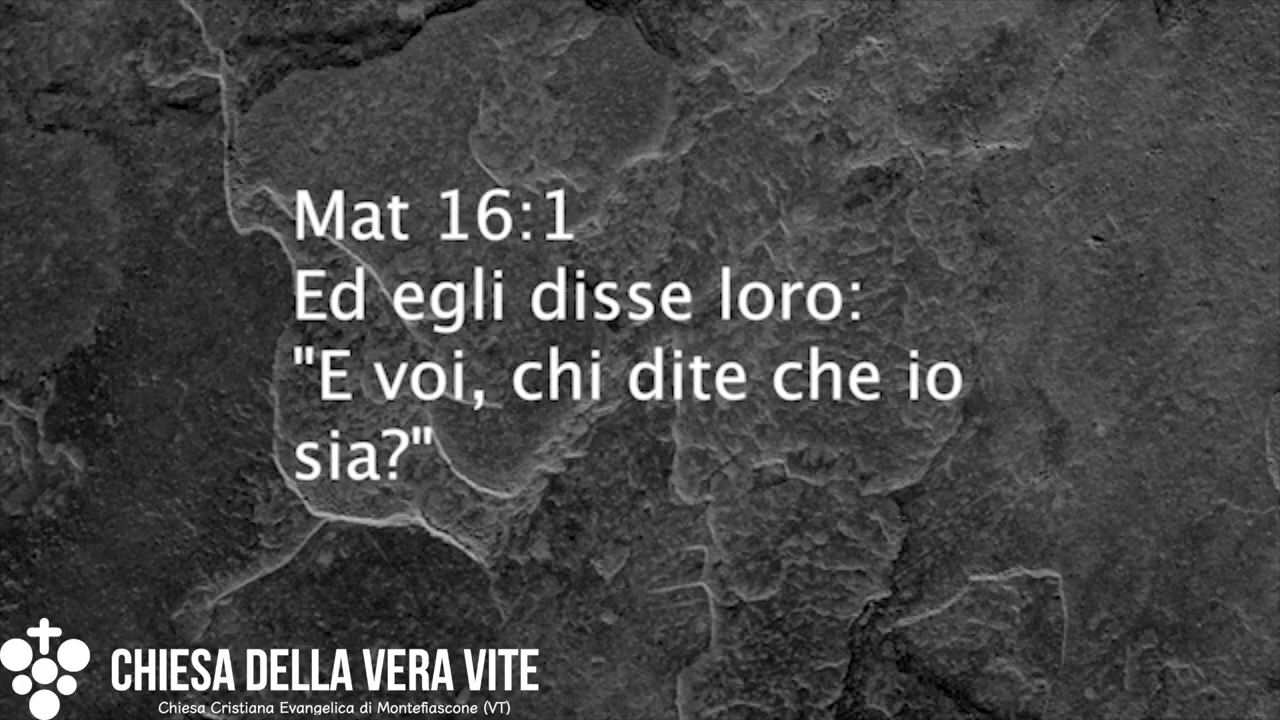 Mat 16:1
Ed egli disse loro:
"E voi, chi dite che io
sia?"
CHIESA DELLA VERA VITE
Chiesa Cristiana Evangelica di Montefiascone (VT)